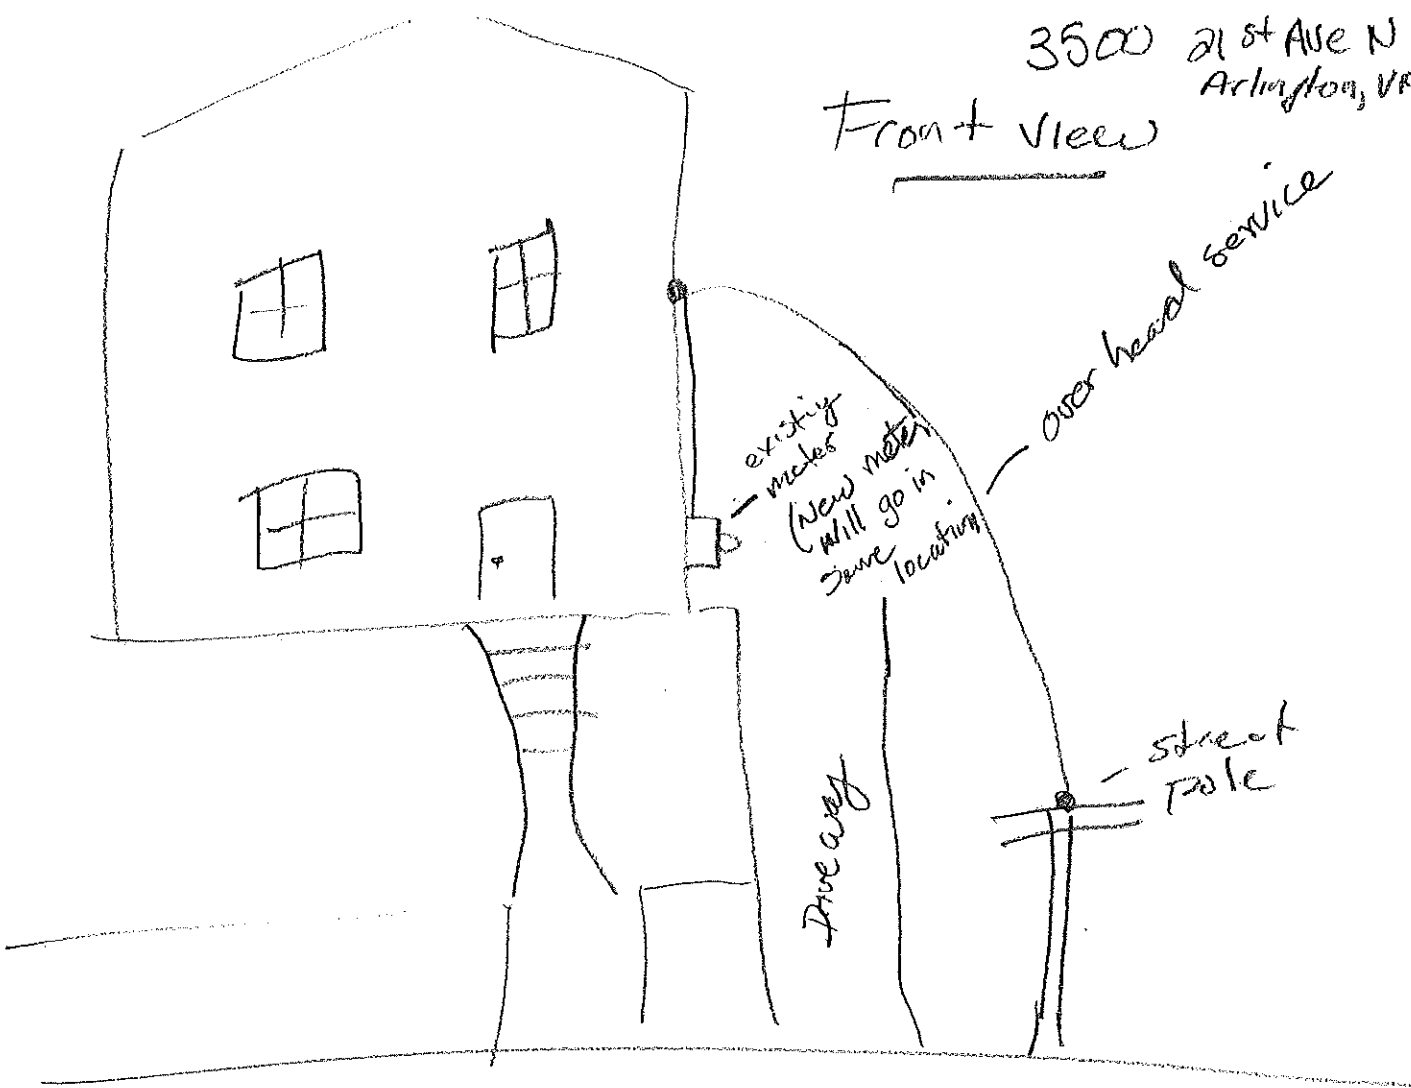 3500 21st Ave N
Arlington, VA
Front view
over head service
existing
meter
(New meter
will go in
same location)
street
pole
Driveway